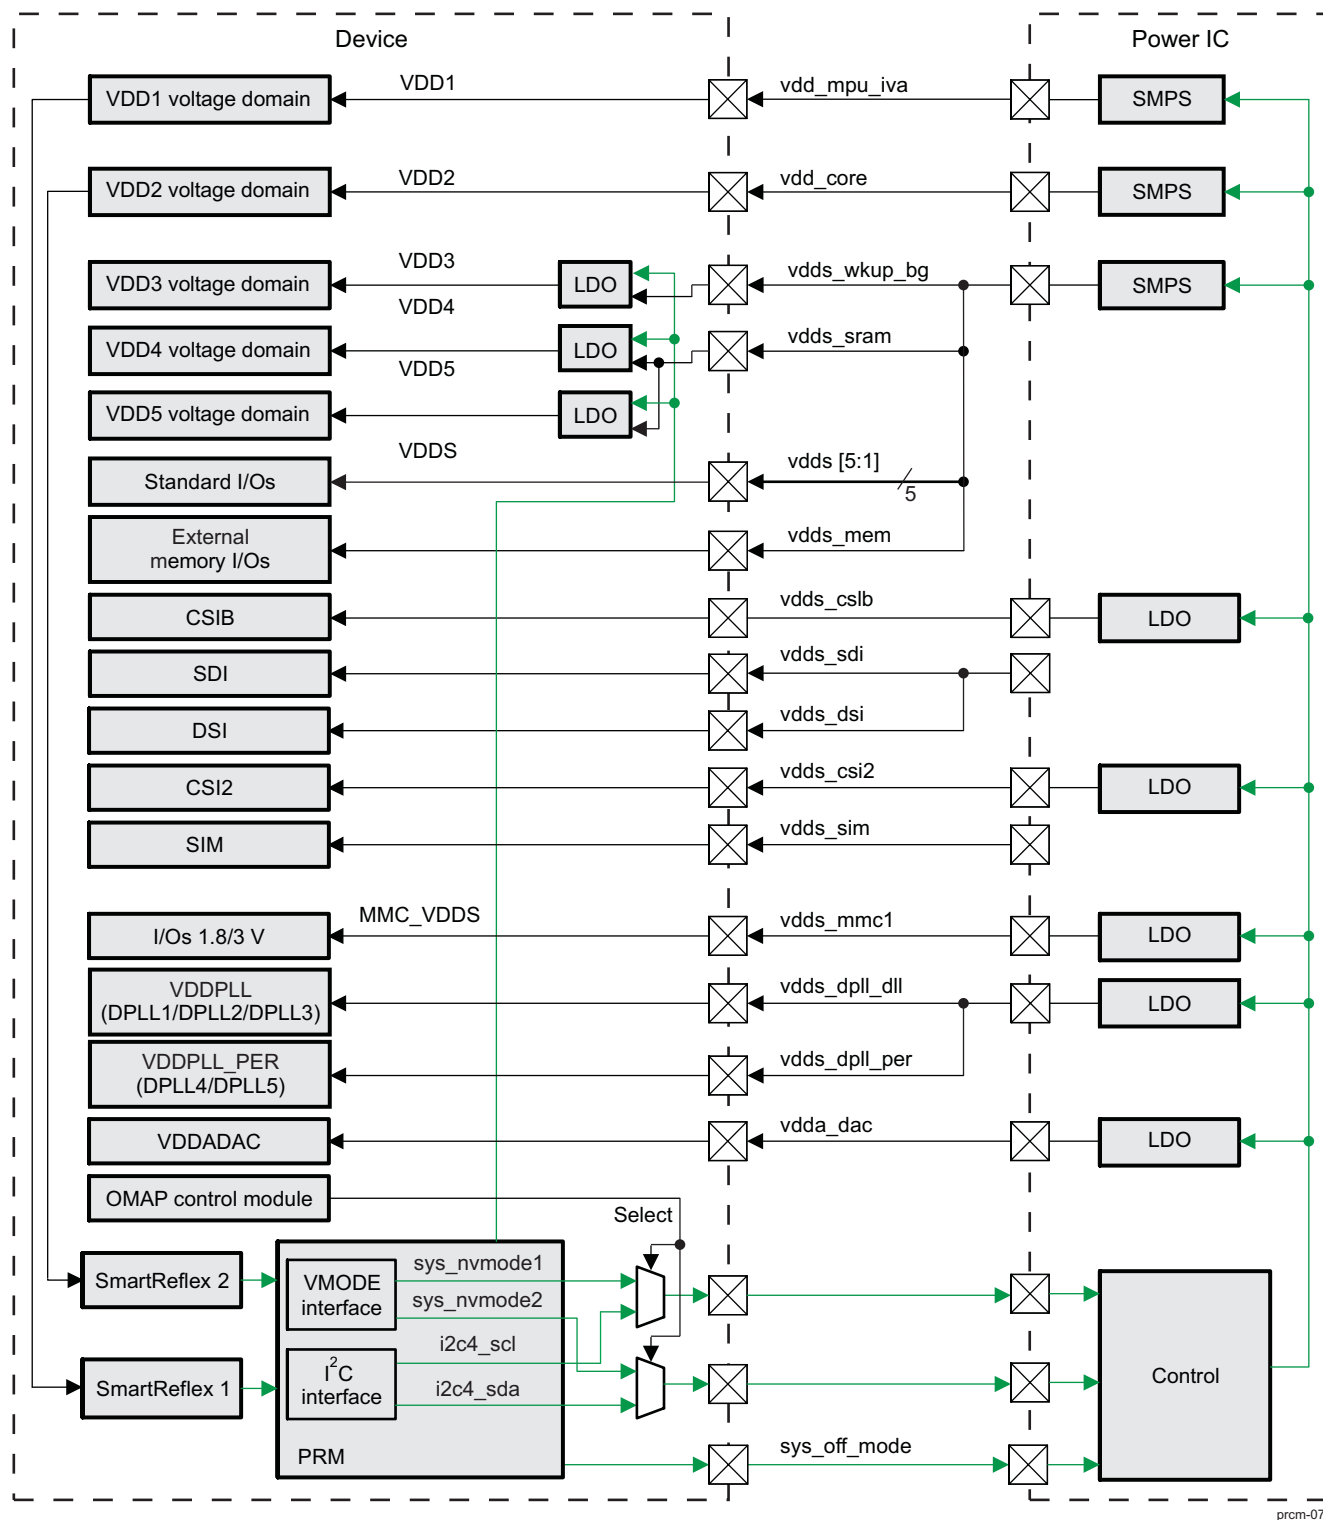 Device
Power IC
VDD1 voltage domain
VDD1
vdd_mpu_iva
SMPS
VDD2 voltage domain
VDD2
vdd_core
SMPS
VDD3 voltage domain
VDD3
LDO
vdds_wkup_bg
SMPS
VDD4
VDD4 voltage domain
LDO
vdds_sram
VDD5
VDD5 voltage domain
LDO
VDDS
Standard I/Os
vdds [5:1]
5
External
memory I/Os
vdds_mem
CSIB
vdds_csIb
LDO
SDI
vdds_sdi
DSI
vdds_dsi
CSI2
vdds_csi2
LDO
SIM
vdds_sim
MMC_VDDS
I/Os 1.8/3 V
vdds_mmc1
LDO
VDDPLL
(DPLL1/DPLL2/DPLL3)
vdds_dpll_dll
LDO
VDDPLL_PER
(DPLL4/DPLL5)
vdds_dpll_per
VDDADAC
vdda_dac
LDO
OMAP control module
Select
SmartReflex 2
VMODE
interface
sys_nvmode1
sys_nvmode2
SmartReflex 1
I2C
interface
i2c4_scl
i2c4_sda
Control
PRM
sys_off_mode
prcm-07